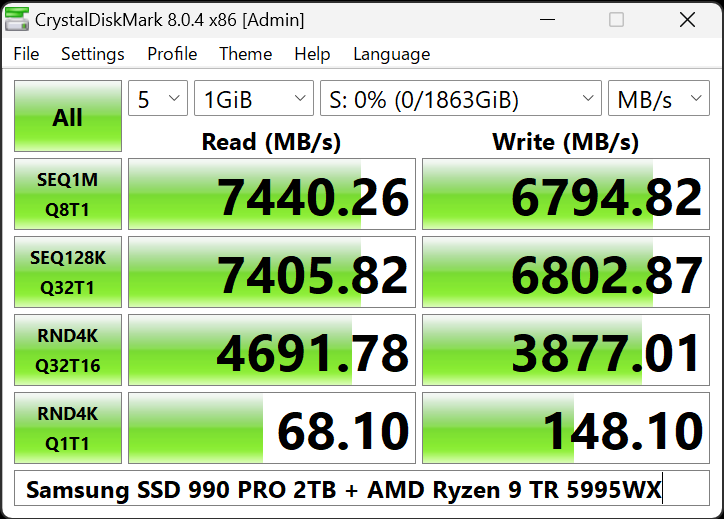 CrystalDiskMark 8.0.4 x86 [Admin]
File Settings Profile Theme Help Language
All 5 1GiB S: 0% (0/1863GiB) MB/s
Read (MB/s) Write (MB/s)
SEQ1M
Q8T1 7440.26 6794.82
SEQ128K
Q32T1 7405.82 6802.87
RND4K
Q32T16 4691.78 3877.01
RND4K
Q1T1 68.10 148.10
Samsung SSD 990 PRO 2TB + AMD Ryzen 9 TR 5995WX